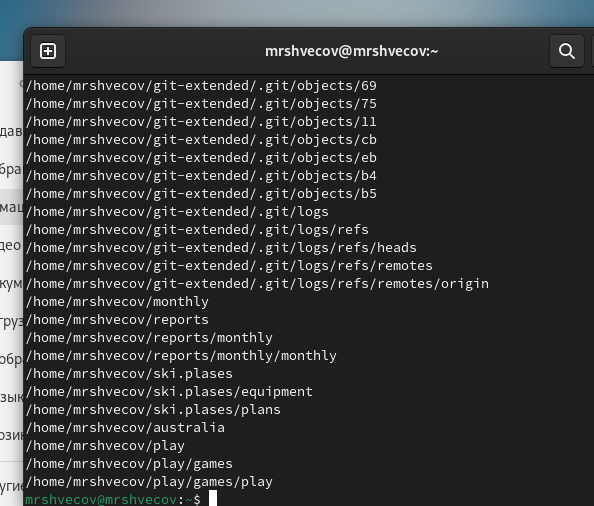 mrshvecov@mrshvecov:~
/home/mrshvecov/git-extended/.git/objects/69
/home/mrshvecov/git-extended/.git/objects/75
/home/mrshvecov/git-extended/.git/objects/11
/home/mrshvecov/git-extended/.git/objects/cb
/home/mrshvecov/git-extended/.git/objects/eb
/home/mrshvecov/git-extended/.git/objects/b4
/home/mrshvecov/git-extended/.git/objects/b5
/home/mrshvecov/git-extended/.git/logs
/home/mrshvecov/git-extended/.git/logs/refs
/home/mrshvecov/git-extended/.git/logs/refs/heads
/home/mrshvecov/git-extended/.git/logs/refs/remotes
/home/mrshvecov/git-extended/.git/logs/refs/remotes/origin
/home/mrshvecov/monthly
/home/mrshvecov/reports
/home/mrshvecov/reports/monthly
/home/mrshvecov/reports/monthly/monthly
/home/mrshvecov/ski.plases
/home/mrshvecov/ski.plases/equipment
/home/mrshvecov/ski.plases/plans
/home/mrshvecov/australia
/home/mrshvecov/play
/home/mrshvecov/play/games
/home/mrshvecov/play/games/play
mrshvecov@mrshvecov:~$